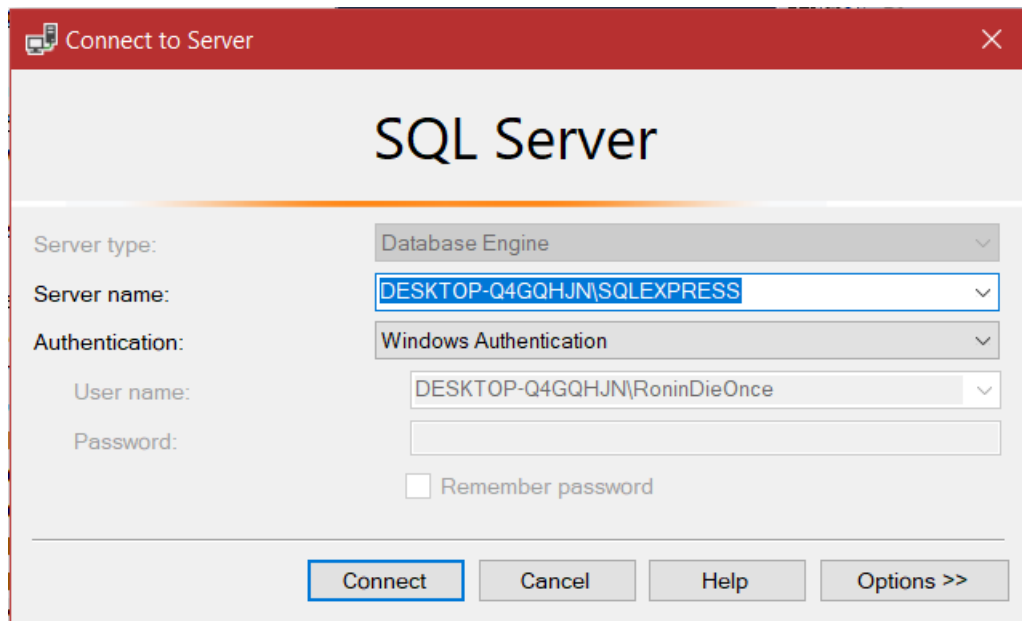 Connect to Server
SQL Server
Server type: Database Engine
Server name: DESKTOP-Q4GQHJN\SQLEXPRESS
Authentication: Windows Authentication
User name: DESKTOP-Q4GQHJN\RoninDieOnce
Password:
Remember password
Connect Cancel Help Options >>